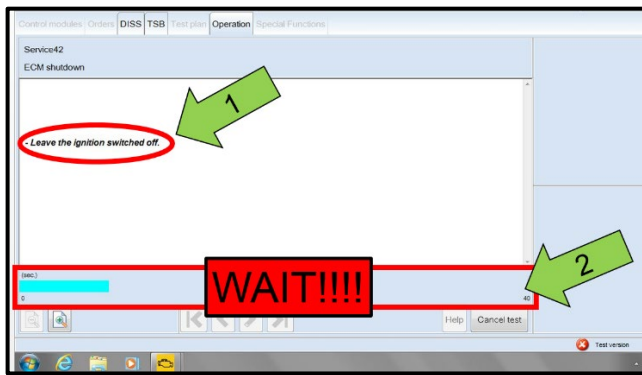 Control modules Orders DISS TSB Test plan Operation Special Functions
Service42
ECM shutdown
1
- Leave the ignition switched off.
2
(sec.)
WAIT!!!!
0 40
Help Cancel test
Test version